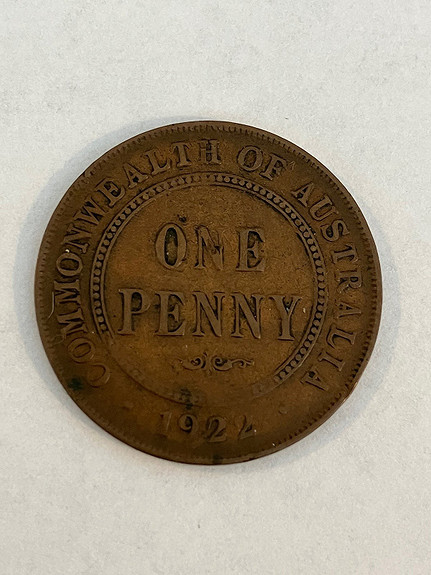 COMMONWEALTH OF AUSTRALIA
ONE
PENNY
1922